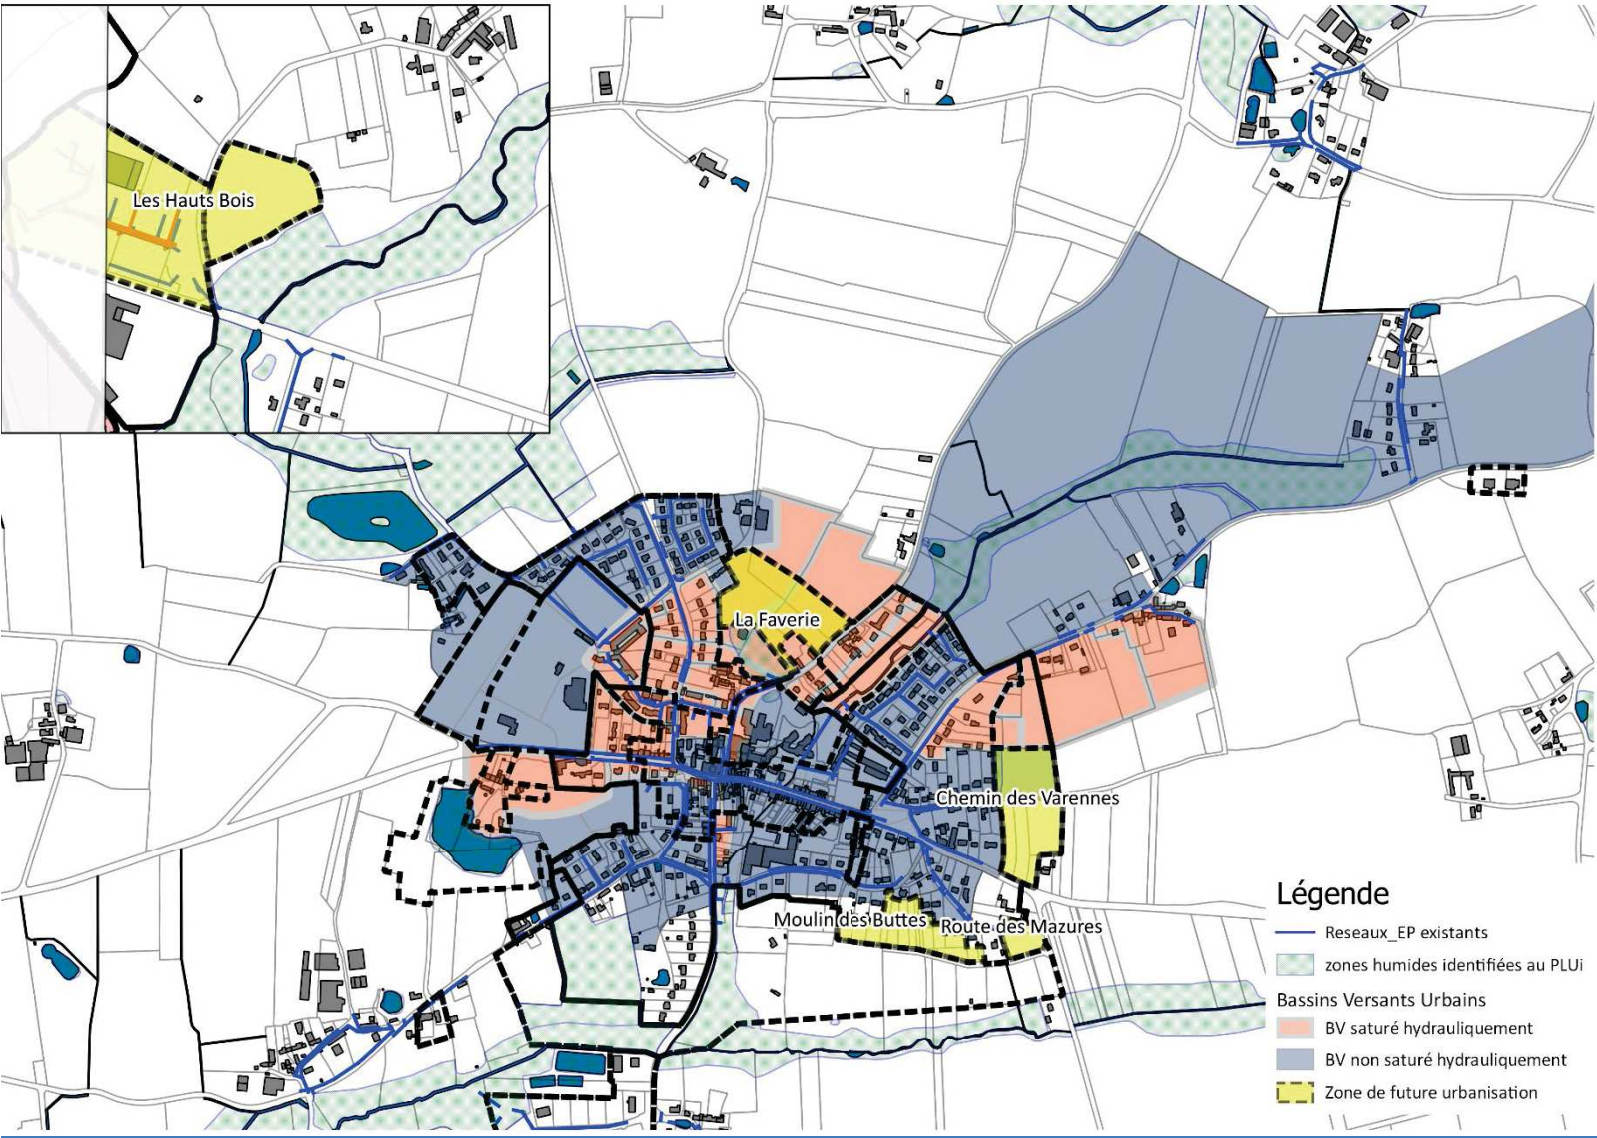 Les Hauts Bois
La Faverie
Chemin des Varennes
Moulin des Buttes
Route des Mazures
Légende
Reseaux_EP existants
zones humides identifiées au PLUi
Bassins Versants Urbains
BV saturé hydrauliquement
BV non saturé hydrauliquement
Zone de future urbanisation